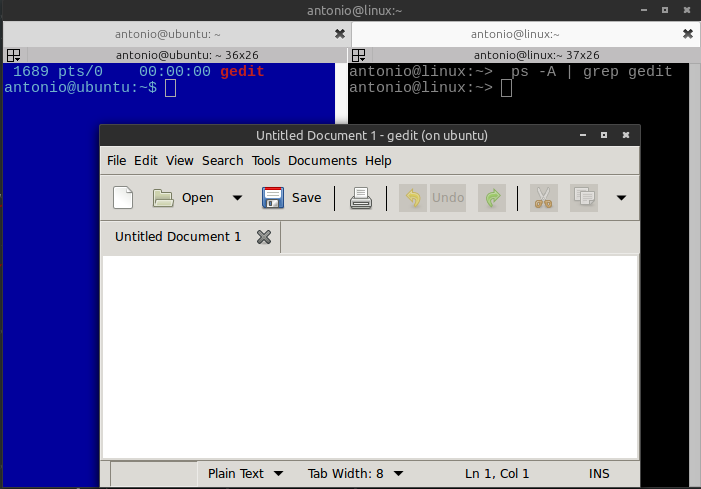 antonio@linux:~
antonio@ubuntu: ~
antonio@linux:~
antonio@ubuntu: ~ 36x26
antonio@linux:~ 37x26
1689 pts/0    00:00:00 gedit
antonio@ubuntu:~$
antonio@linux:~>  ps -A | grep gedit
antonio@linux:~>
Untitled Document 1 - gedit (on ubuntu)
File Edit View Search Tools Documents Help
Open Save Undo
Untitled Document 1
Plain Text Tab Width: 8 Ln 1, Col 1 INS